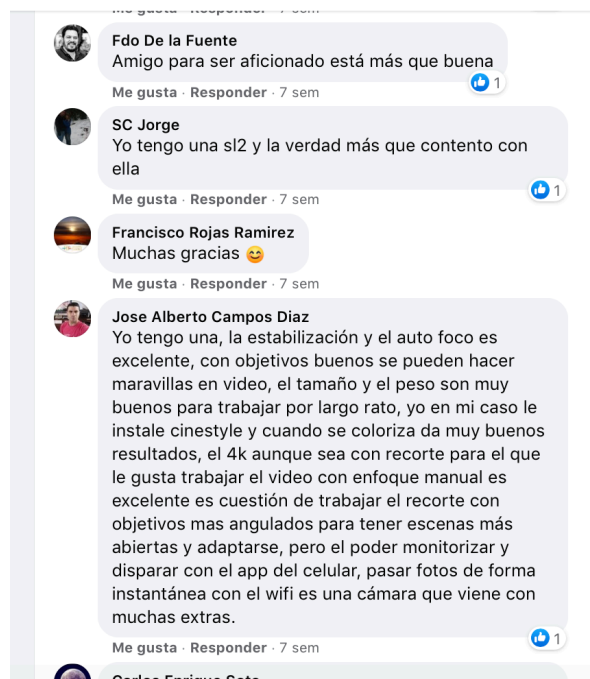 Me gusta · Responder · 7 sem
Fdo De la Fuente
Amigo para ser aficionado está más que buena
1
Me gusta · Responder · 7 sem
SC Jorge
Yo tengo una sl2 y la verdad más que contento con
ella
1
Me gusta · Responder · 7 sem
Francisco Rojas Ramirez
Muchas gracias 😊
Me gusta · Responder · 7 sem
Jose Alberto Campos Diaz
Yo tengo una, la estabilización y el auto foco es
excelente, con objetivos buenos se pueden hacer
maravillas en video, el tamaño y el peso son muy
buenos para trabajar por largo rato, yo en mi caso le
instale cinestyle y cuando se coloriza da muy buenos
resultados, el 4k aunque sea con recorte para el que
le gusta trabajar el video con enfoque manual es
excelente es cuestión de trabajar el recorte con
objetivos mas angulados para tener escenas más
abiertas y adaptarse, pero el poder monitorizar y
disparar con el app del celular, pasar fotos de forma
instantánea con el wifi es una cámara que viene con
muchas extras.
1
Me gusta · Responder · 7 sem
Carlos Enrique Soto